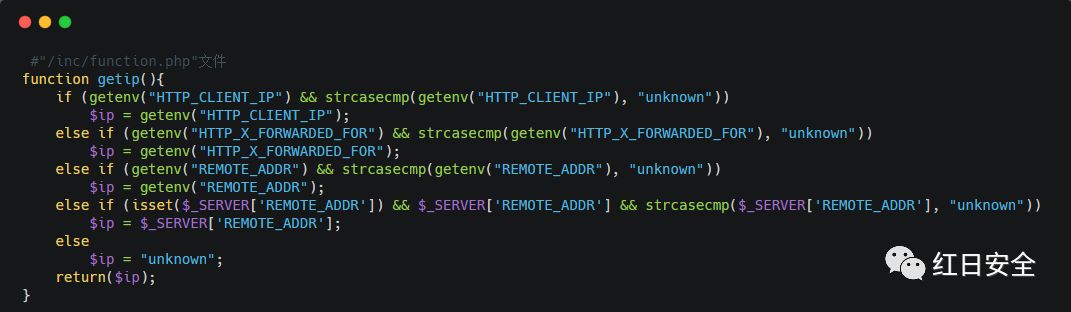 #"/inc/function.php"文件
function getip(){
    if (getenv("HTTP_CLIENT_IP") && strcasecmp(getenv("HTTP_CLIENT_IP"), "unknown"))
        $ip = getenv("HTTP_CLIENT_IP");
    else if (getenv("HTTP_X_FORWARDED_FOR") && strcasecmp(getenv("HTTP_X_FORWARDED_FOR"), "unknown"))
        $ip = getenv("HTTP_X_FORWARDED_FOR");
    else if (getenv("REMOTE_ADDR") && strcasecmp(getenv("REMOTE_ADDR"), "unknown"))
        $ip = getenv("REMOTE_ADDR");
    else if (isset($_SERVER['REMOTE_ADDR']) && $_SERVER['REMOTE_ADDR'] && strcasecmp($_SERVER['REMOTE_ADDR'], "unknown"))
        $ip = $_SERVER['REMOTE_ADDR'];
    else
        $ip = "unknown";
    return($ip);
}
红日安全